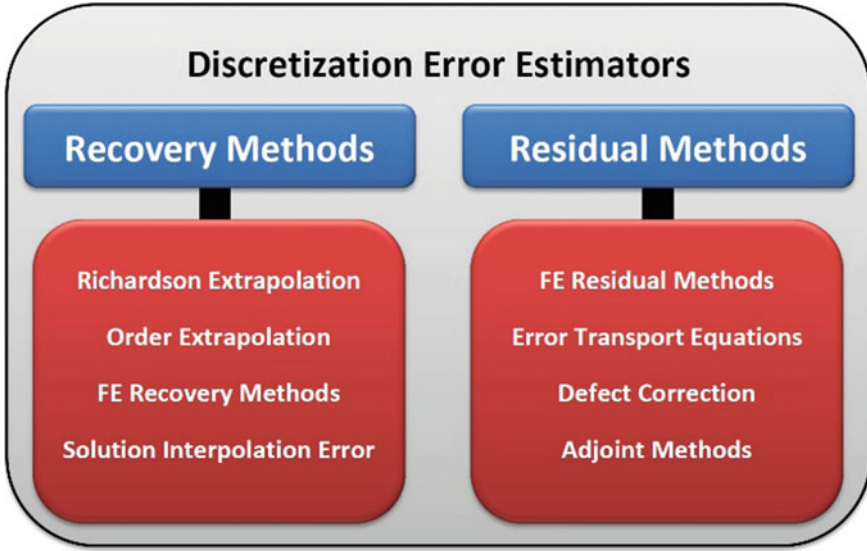 Discretization Error Estimators
Recovery Methods
Richardson Extrapolation
Order Extrapolation
FE Recovery Methods
Solution Interpolation Error
Residual Methods
FE Residual Methods
Error Transport Equations
Defect Correction
Adjoint Methods